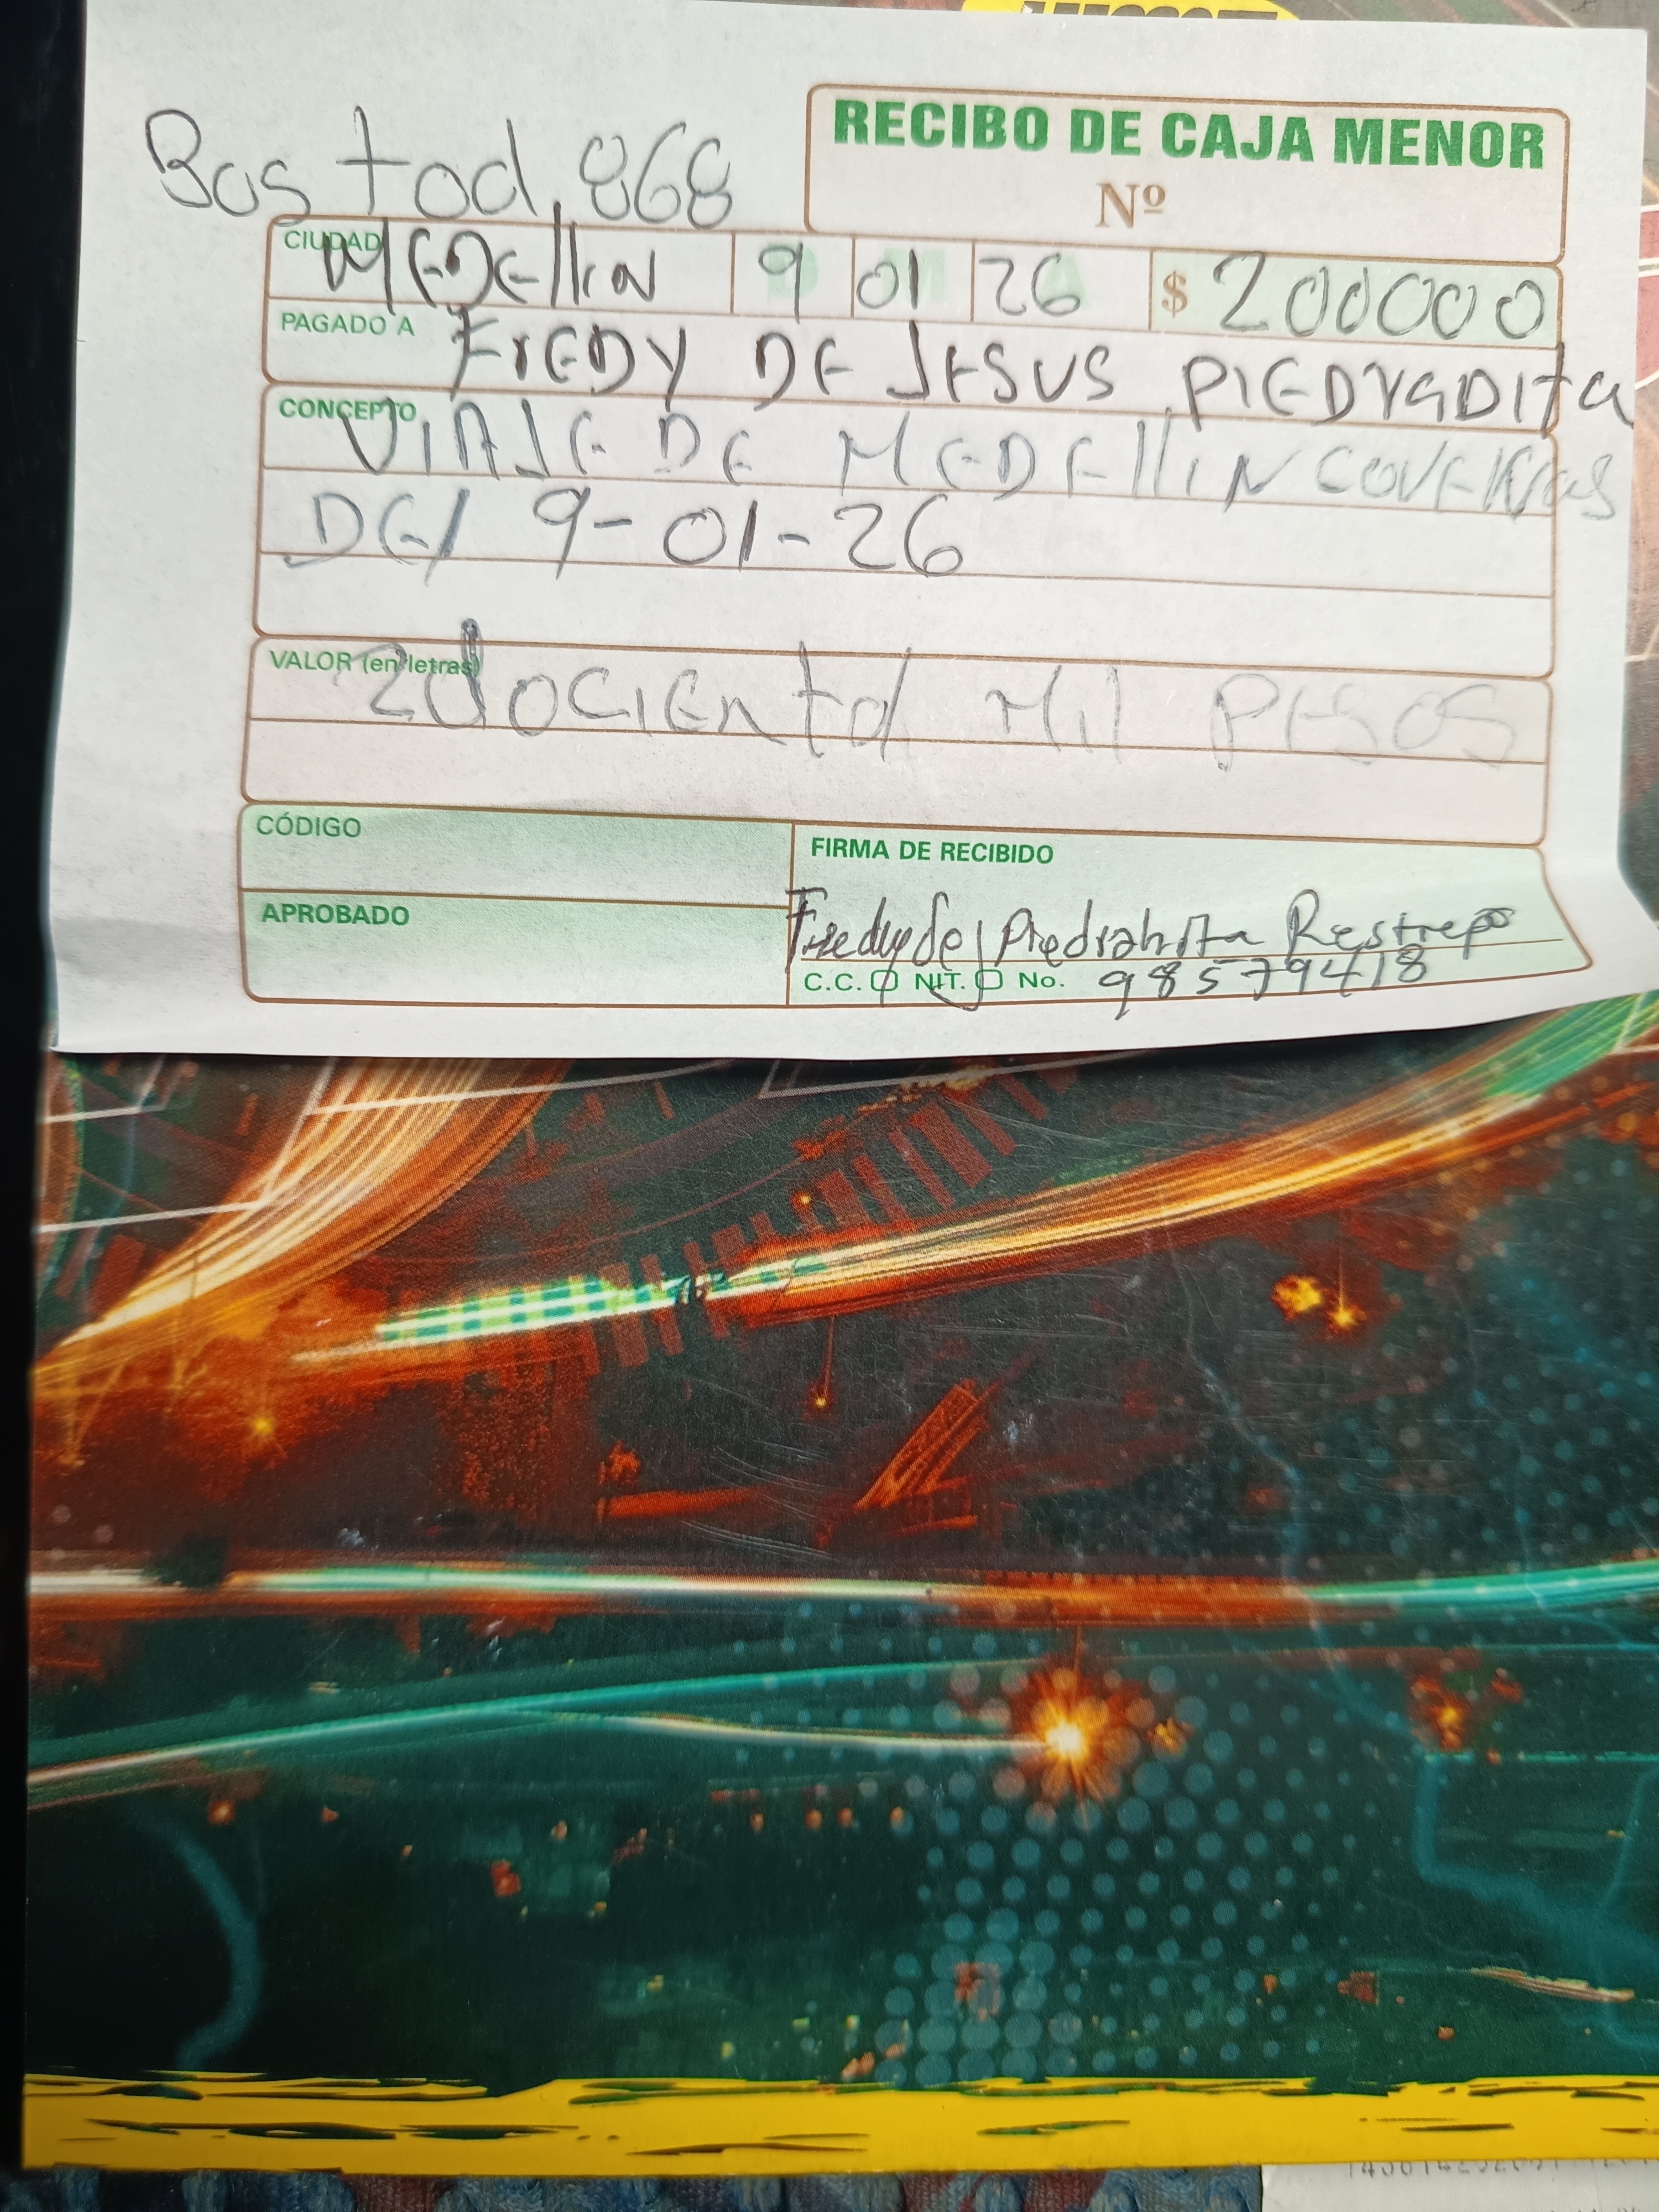 RECIBO DE CAJA MENOR
Nº
Bos tod, 868
CIUDAD MEDEllIN 9 01 26 $ 200000
PAGADO A FrEDY DE JESUS PIEDraDita
CONCEPTO VIAJE DE MEDEllIN COVEÑas
DEl 9-01-26
VALOR (en letras) 2dociento Mil PESOS
CÓDIGO
FIRMA DE RECIBIDO
APROBADO
Fredy de J Piedrahita Restrepo
C.C. NIT. No. 98579418